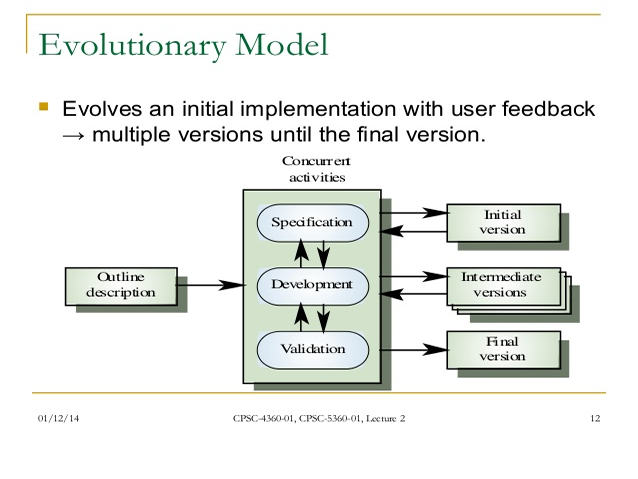 Evolutionary Model
Evolves an initial implementation with user feedback
→ multiple versions until the final version.
Concurrent
activities
Specification
Initial
version
Outline
description
Development
Intermediate
versions
Validation
Final
version
01/12/14
CPSC-4360-01, CPSC-5360-01, Lecture 2
12